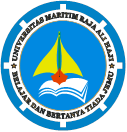 UNIVERSITAS MARITIM RAJA ALI HAJI
BELAJAR DAN BERTANYA TIADA JEMU